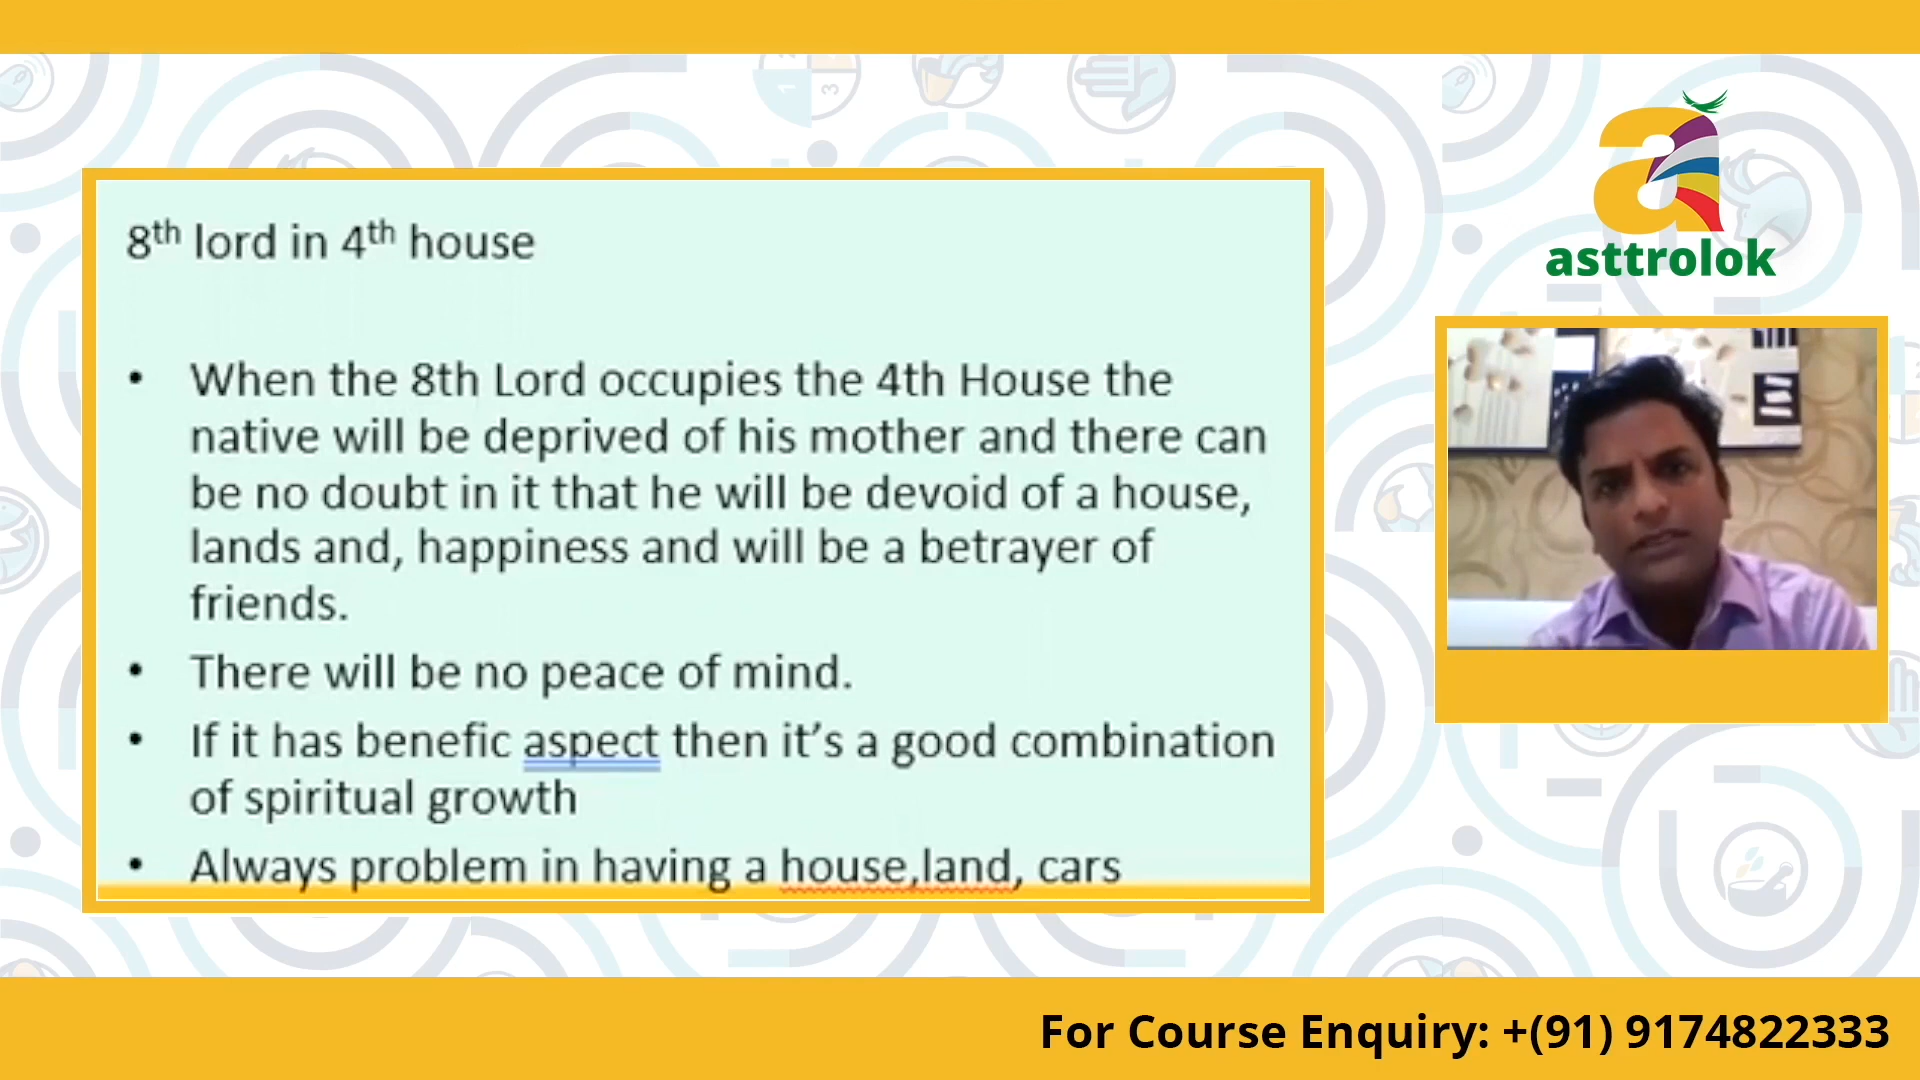 8th lord in 4th house
• When the 8th Lord occupies the 4th House the
native will be deprived of his mother and there can
be no doubt in it that he will be devoid of a house,
lands and, happiness and will be a betrayer of
friends.
• There will be no peace of mind.
• If it has benefic aspect then it’s a good combination
of spiritual growth
• Always problem in having a house,land, cars
a
asttrolok
For Course Enquiry: +(91) 9174822333